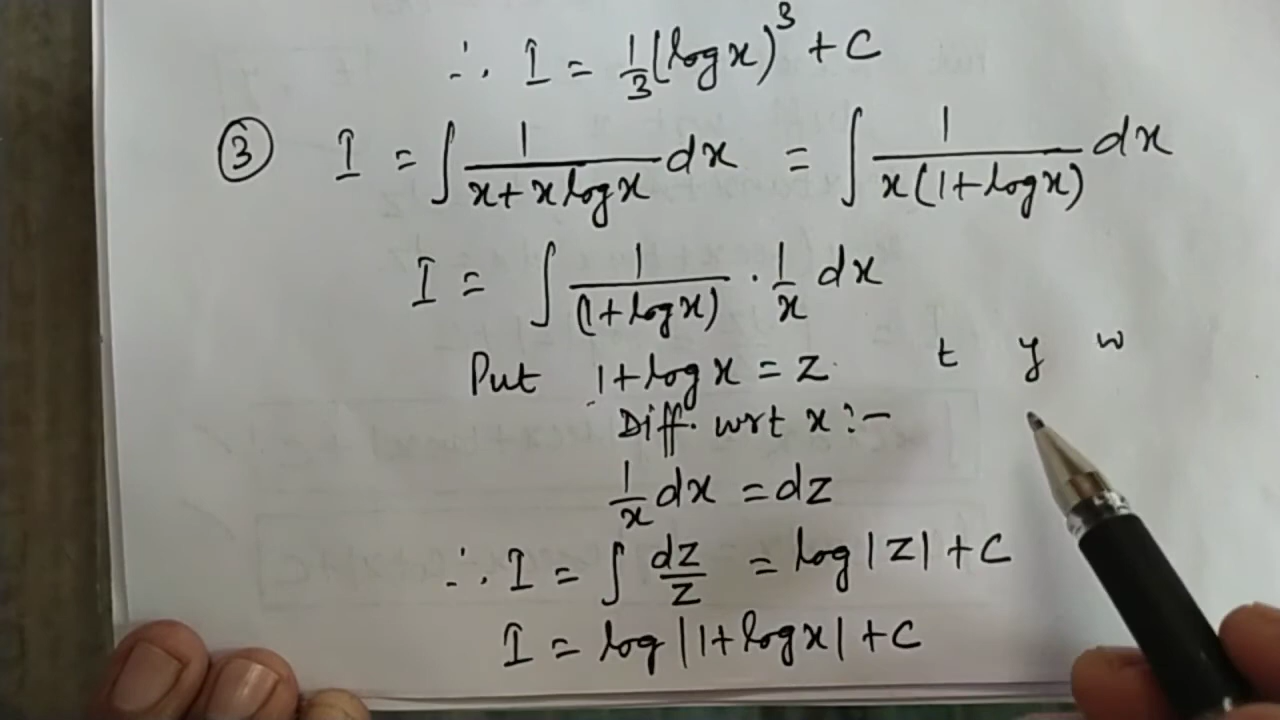 ∴ I = 1/3 (log x)³ + C
③ I = ∫ 1/(x + x log x) dx = ∫ 1/(x(1 + log x)) dx
I = ∫ 1/((1 + log x)) · 1/x dx
Put 1 + log x = z. t y w
Diff. wrt x :-
1/x dx = dz
∴ I = ∫ dz/z = log |z| + C
I = log |1 + log x| + C